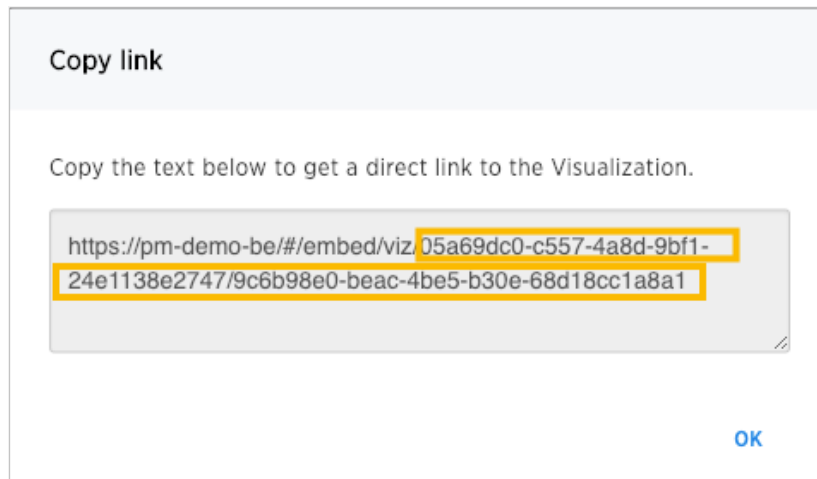 Copy link
Copy the text below to get a direct link to the Visualization.
https://pm-demo-be/#/embed/viz/05a69dc0-c557-4a8d-9bf1-
24e1138e2747/9c6b98e0-beac-4be5-b30e-68d18cc1a8a1
OK